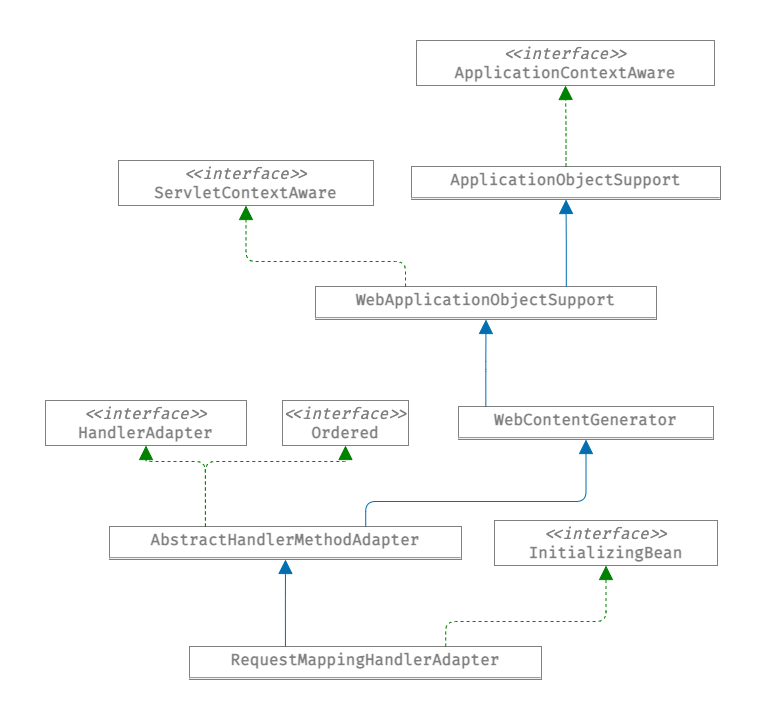 <<interface>>
ApplicationContextAware
<<interface>>
ServletContextAware
ApplicationObjectSupport
WebApplicationObjectSupport
<<interface>>
HandlerAdapter
<<interface>>
Ordered
WebContentGenerator
AbstractHandlerMethodAdapter
<<interface>>
InitializingBean
RequestMappingHandlerAdapter